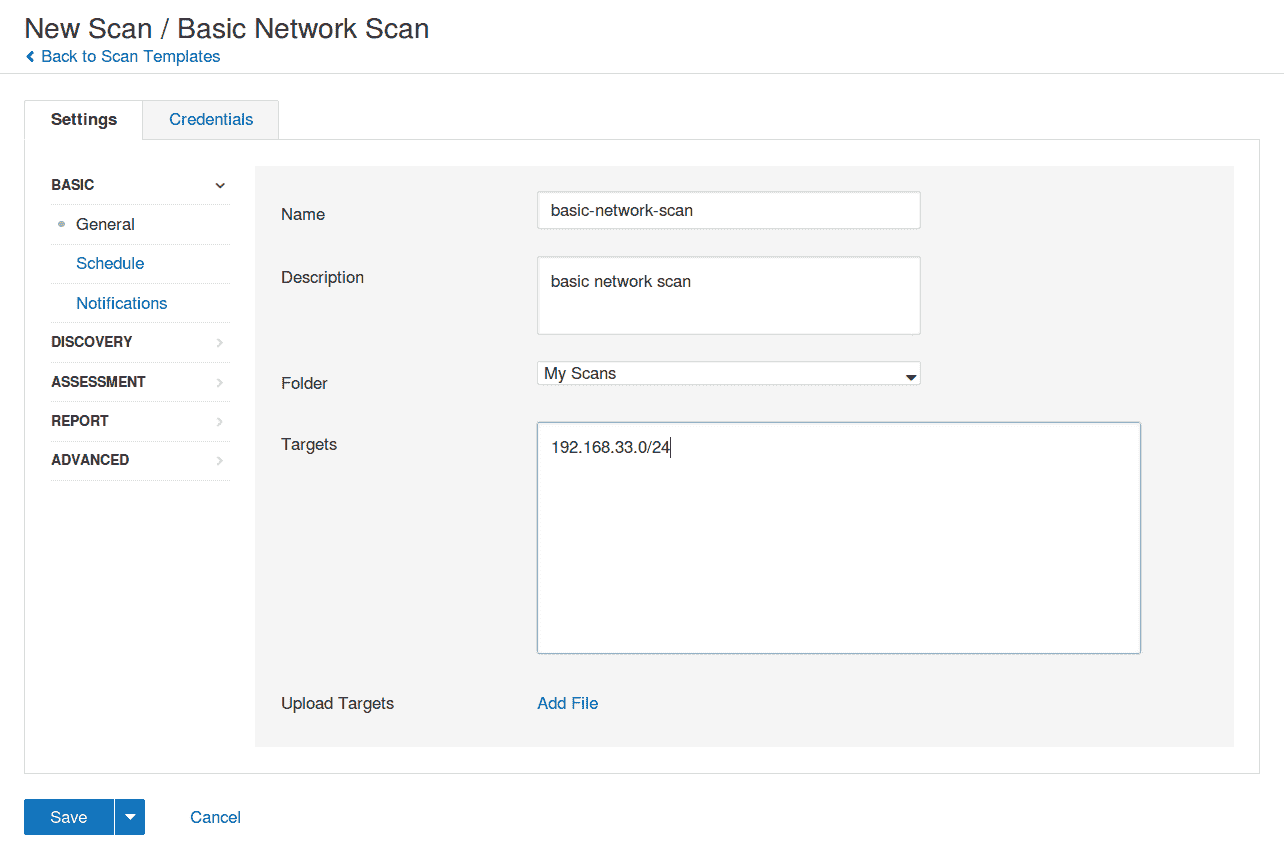 New Scan / Basic Network Scan
Back to Scan Templates
Settings
Credentials
BASIC
General
Schedule
Notifications
DISCOVERY
ASSESSMENT
REPORT
ADVANCED
Name
basic-network-scan
Description
basic network scan
Folder
My Scans
Targets
192.168.33.0/24
Upload Targets
Add File
Save
Cancel